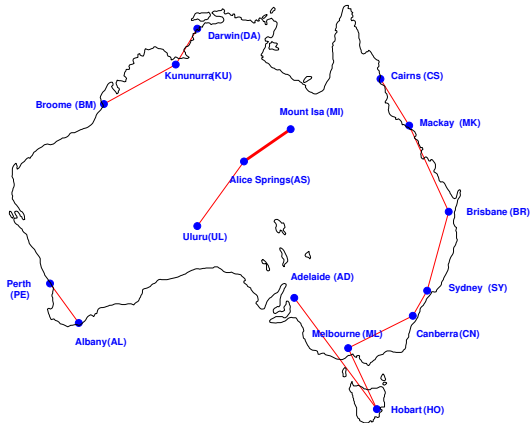 Darwin(DA)
Kununurra(KU)
Cairns (CS)
Broome (BM)
Mount Isa (MI)
Mackay (MK)
Alice Springs(AS)
Brisbane (BR)
Uluru(UL)
Adelaide (AD)
Perth
(PE)
Sydney (SY)
Melbourne(ML)
Canberra(CN)
Albany(AL)
Hobart(HO)